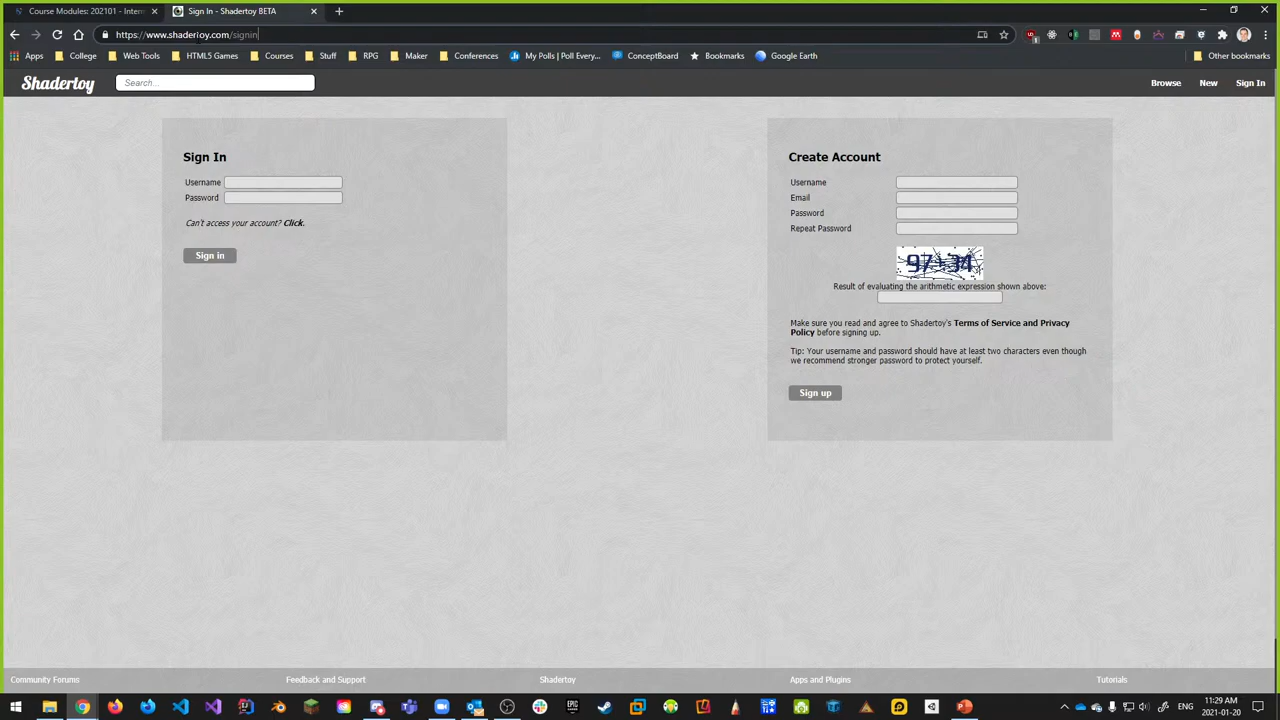 Course Modules: 202101 - Intern
Sign In - Shadertoy BETA
https://www.shadertoy.com/signin
Apps
College
Web Tools
HTML5 Games
Courses
Stuff
RPG
Maker
Conferences
My Polls | Poll Every...
ConceptBoard
Bookmarks
Google Earth
Other bookmarks
Shadertoy
Search...
Browse
New
Sign In
Sign In
Username
Password
Can't access your account? Click.
Sign in
Create Account
Username
Email
Password
Repeat Password
97+34
Result of evaluating the arithmetic expression shown above:
Make sure you read and agree to Shadertoy's Terms of Service and Privacy
Policy before signing up.
Tip: Your username and password should have at least two characters even though
we recommend stronger password to protect yourself.
Sign up
Community Forums
Feedback and Support
Shadertoy
Apps and Plugins
Tutorials
ENG
11:29 AM
2021-01-20